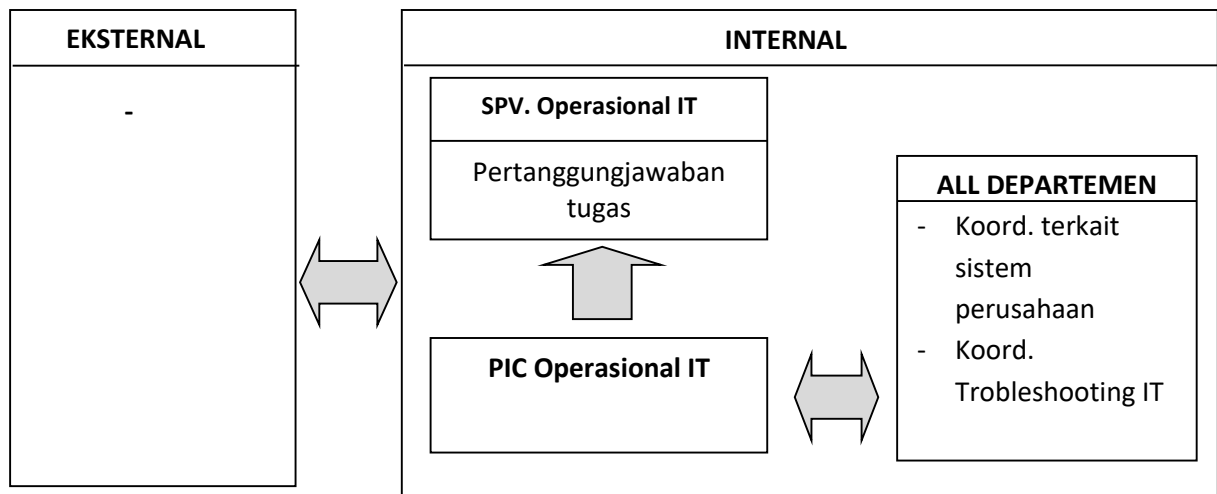 EKSTERNAL
-
INTERNAL
SPV. Operasional IT
Pertanggungjawaban
tugas
PIC Operasional IT
ALL DEPARTEMEN
- Koord. terkait
sistem
perusahaan
- Koord.
Trobleshooting IT